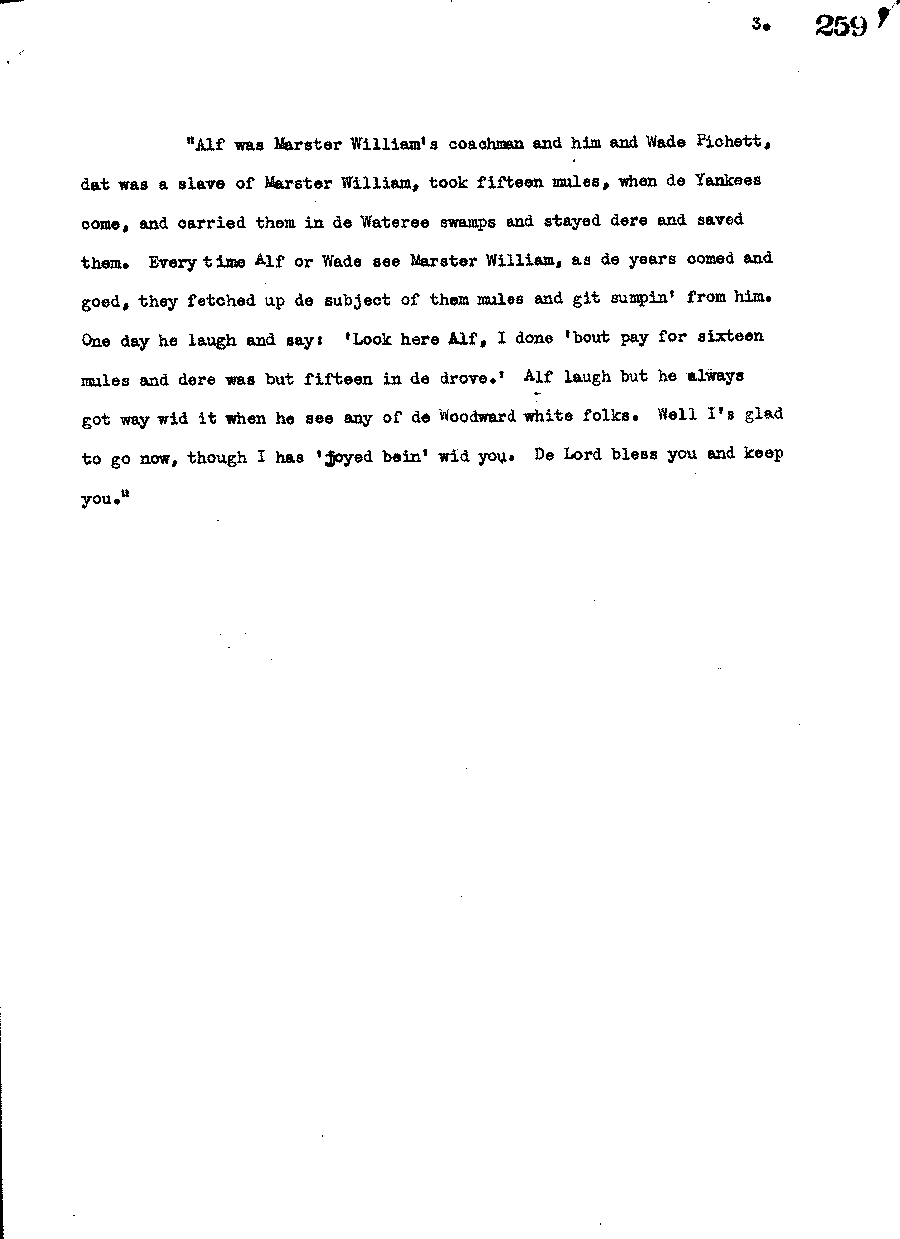 3. 259
"Alf was Marster William's coachman and him and Wade Pichett,
dat was a slave of Marster William, took fifteen mules, when de Yankees
come, and carried them in de Wateree swamps and stayed dere and saved
them. Every time Alf or Wade see Marster William, as de years comed and
goed, they fetched up de subject of them mules and git sumpin' from him.
One day he laugh and say: 'Look here Alf, I done 'bout pay for sixteen
mules and dere was but fifteen in de drove.' Alf laugh but he always
got way wid it when he see any of de Woodward white folks. Well I's glad
to go now, though I has 'joyed bein' wid you. De Lord bless you and keep
you."